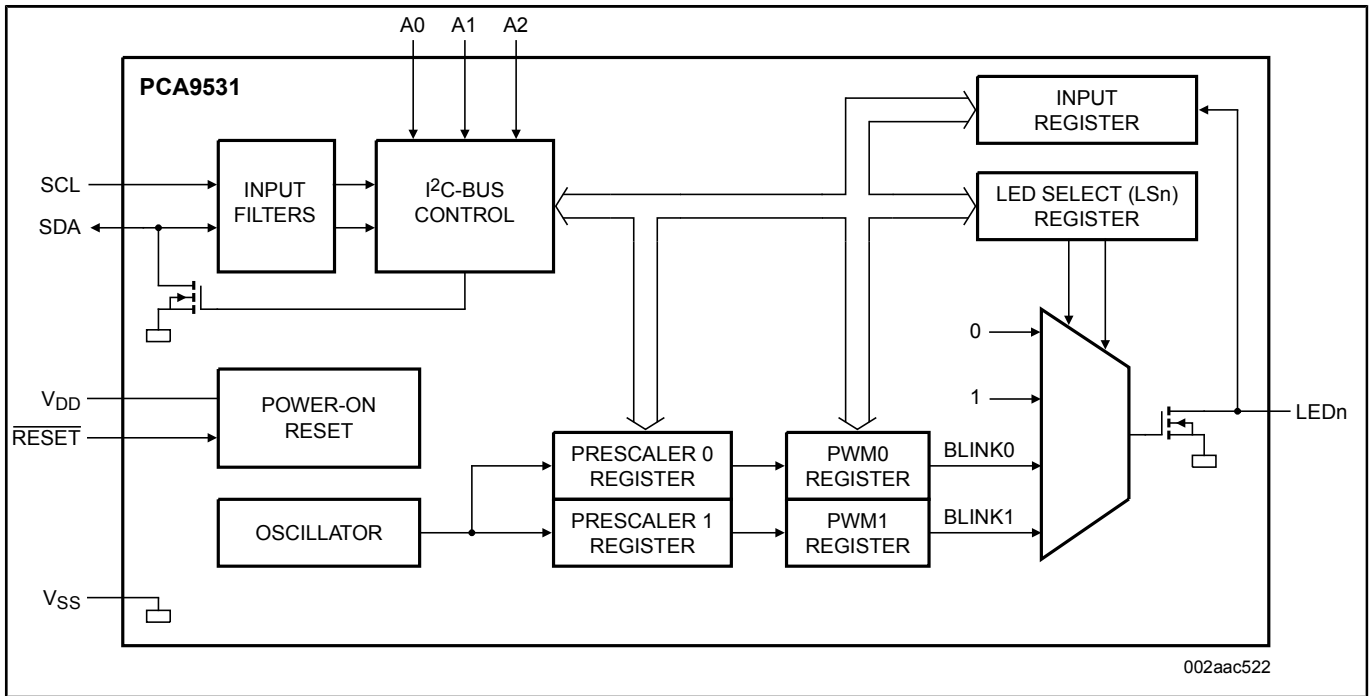 A0 A1 A2
PCA9531
INPUT
REGISTER
SCL
SDA
INPUT
FILTERS
I²C-BUS
CONTROL
LED SELECT (LSn)
REGISTER
0
1
VDD
RESET
POWER-ON
RESET
LEDn
PRESCALER 0
REGISTER
PWM0
REGISTER
BLINK0
OSCILLATOR
PRESCALER 1
REGISTER
PWM1
REGISTER
BLINK1
VSS
002aac522